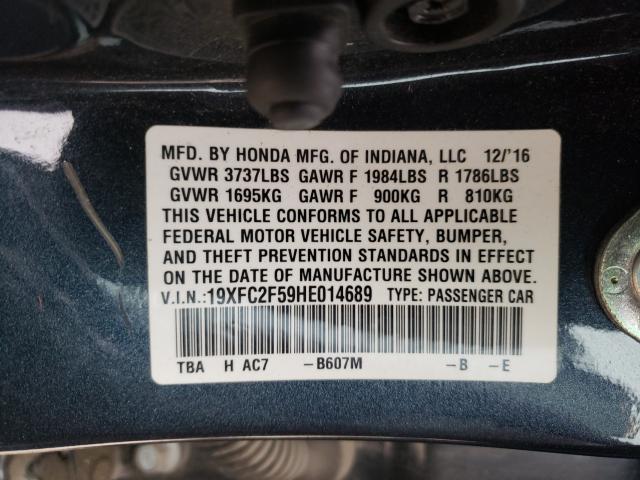 MFD. BY HONDA MFG. OF INDIANA, LLC 12/'16
GVWR 3737LBS GAWR F 1984LBS R 1786LBS
GVWR 1695KG GAWR F 900KG R 810KG
THIS VEHICLE CONFORMS TO ALL APPLICABLE
FEDERAL MOTOR VEHICLE SAFETY, BUMPER,
AND THEFT PREVENTION STANDARDS IN EFFECT
ON THE DATE OF MANUFACTURE SHOWN ABOVE.
V.I.N.:19XFC2F59HE014689 TYPE: PASSENGER CAR
TBA H AC7 -B607M -B -E